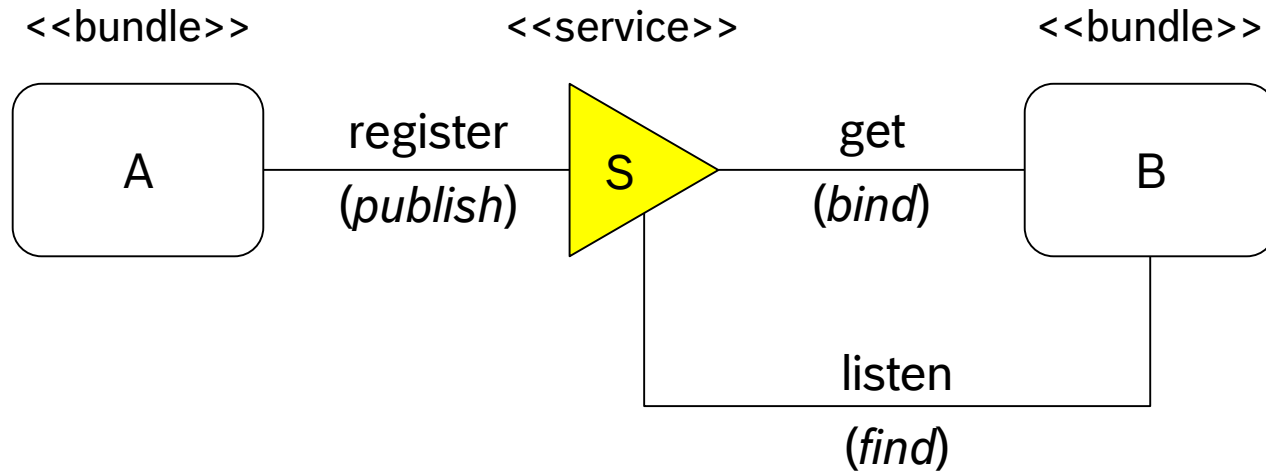 <<bundle>>
<<service>>
<<bundle>>
A
register
(publish)
S
get
(bind)
B
listen
(find)